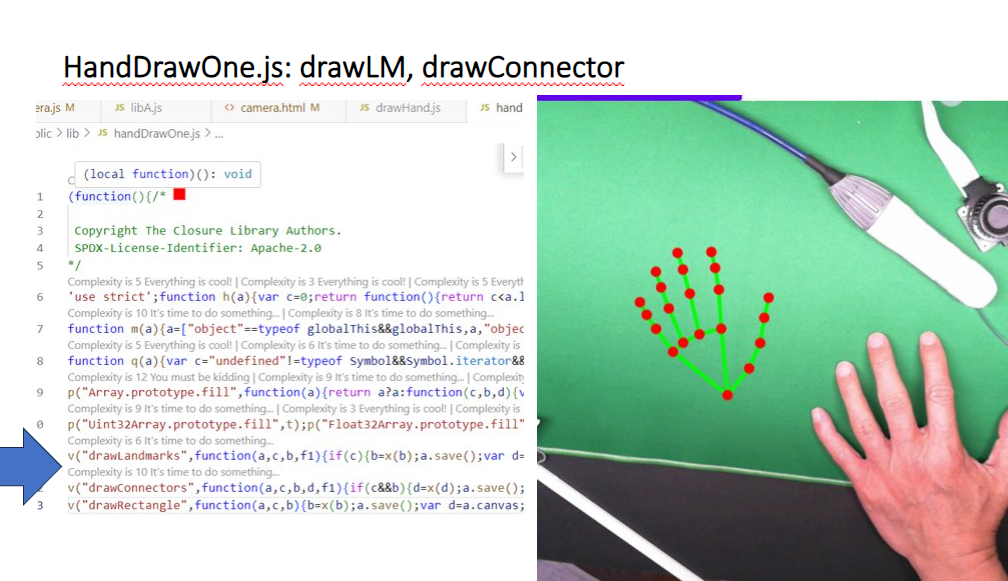 HandDrawOne.js: drawLM, drawConnector
era.js M JS libA.js <> camera.html M JS drawHand.js JS hand
olic > lib > JS handDrawOne.js > ...
(local function)(): void
1 (function(){/*
2
3 Copyright The Closure Library Authors.
4 SPDX-License-Identifier: Apache-2.0
5 */
Complexity is 5 Everything is cool! | Complexity is 3 Everything is cool! | Complexity is 5 Everyth
6 'use strict';function h(a){var c=0;return function(){return c<a.l
Complexity is 10 It's time to do something... | Complexity is 8 It's time to do something...
7 function m(a){a=["object"==typeof globalThis&&globalThis,a,"objec
Complexity is 5 Everything is cool! | Complexity is 6 It's time to do something... | Complexity is
8 function q(a){var c="undefined"!=typeof Symbol&&Symbol.iterator&&
Complexity is 12 You must be kidding | Complexity is 9 It's time to do something... | Complexity
9 p("Array.prototype.fill",function(a){return a?a:function(c,b,d){v
Complexity is 9 It's time to do something... | Complexity is 3 Everything is cool! | Complexity is
0 p("Uint32Array.prototype.fill",t);p("Float32Array.prototype.fill"
Complexity is 6 It's time to do something...
v("drawLandmarks",function(a,c,b,f1){if(c){b=x(b);a.save();var d=
Complexity is 10 It's time to do something...
v("drawConnectors",function(a,c,b,d,f1){if(c&&b){d=x(d);a.save();
3 v("drawRectangle",function(a,c,b){b=x(b);a.save();var d=a.canvas;